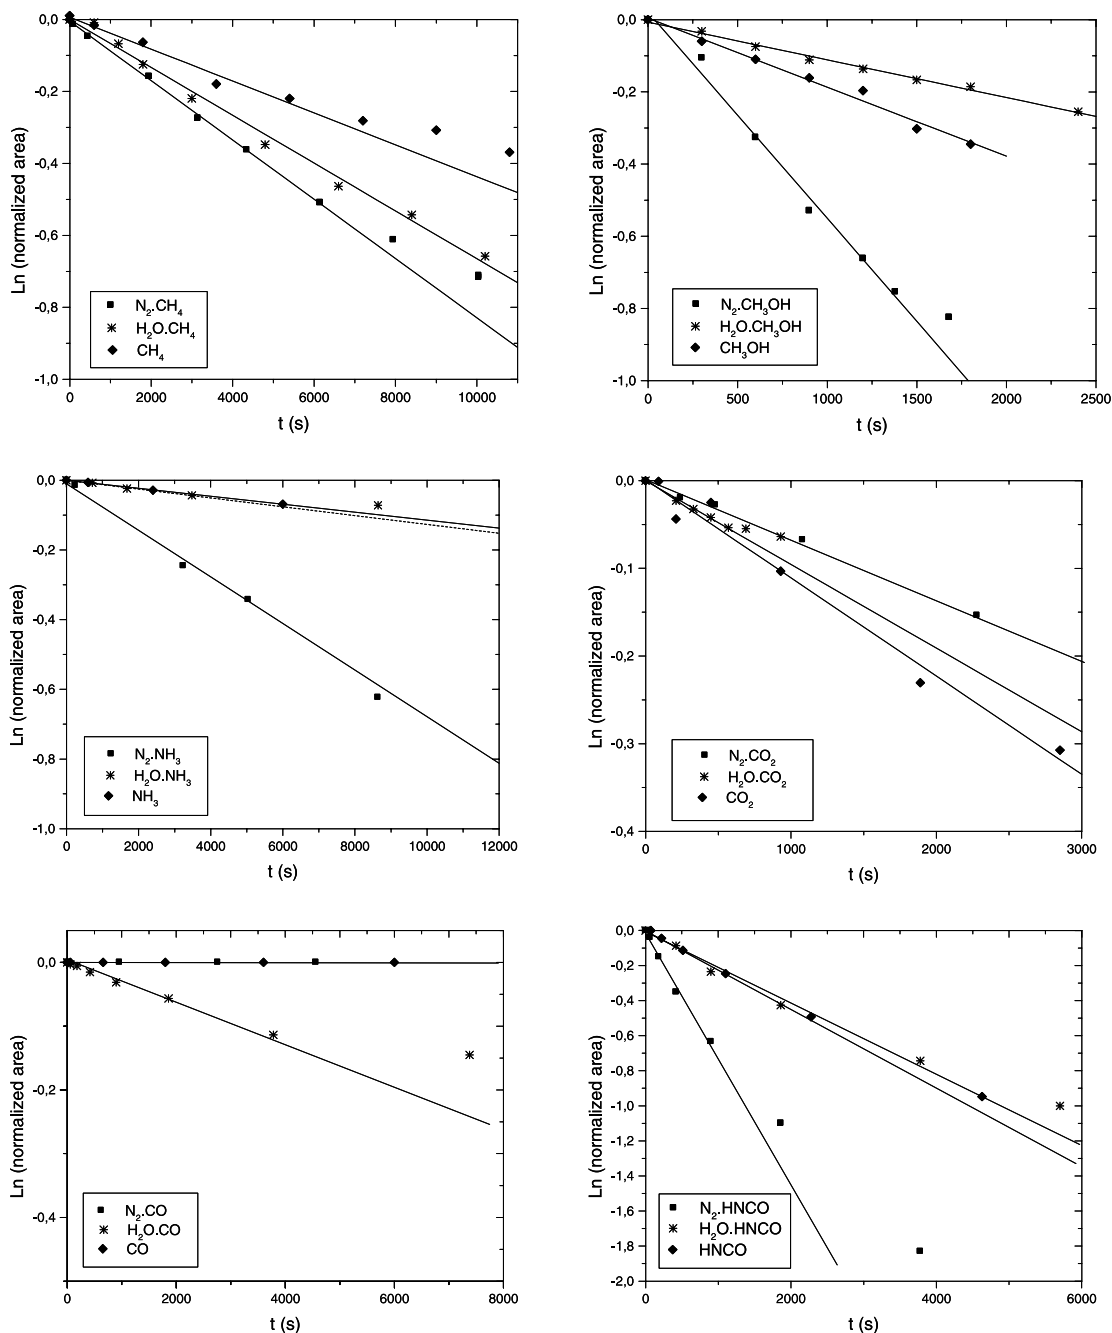 0,0
-0,2
-0,4
-0,6
-0,8
-1,0
Ln (normalized area)
N₂.CH₄
H₂O.CH₄
CH₄
0 2000 4000 6000 8000 10000
t (s)
0,0
-0,2
-0,4
-0,6
-0,8
-1,0
Ln (normalized area)
N₂.CH₃OH
H₂O.CH₃OH
CH₃OH
0 500 1000 1500 2000 2500
t (s)
0,0
-0,2
-0,4
-0,6
-0,8
-1,0
Ln (normalized area)
N₂.NH₃
H₂O.NH₃
NH₃
0 2000 4000 6000 8000 10000 12000
t (s)
0,0
-0,1
-0,2
-0,3
-0,4
Ln (normalized area)
N₂.CO₂
H₂O.CO₂
CO₂
0 1000 2000 3000
t (s)
0,0
-0,2
-0,4
Ln (normalized area)
N₂.CO
H₂O.CO
CO
0 2000 4000 6000 8000
t (s)
0,0
-0,2
-0,4
-0,6
-0,8
-1,0
-1,2
-1,4
-1,6
-1,8
-2,0
Ln (normalized area)
N₂.HNCO
H₂O.HNCO
HNCO
0 2000 4000 6000
t (s)